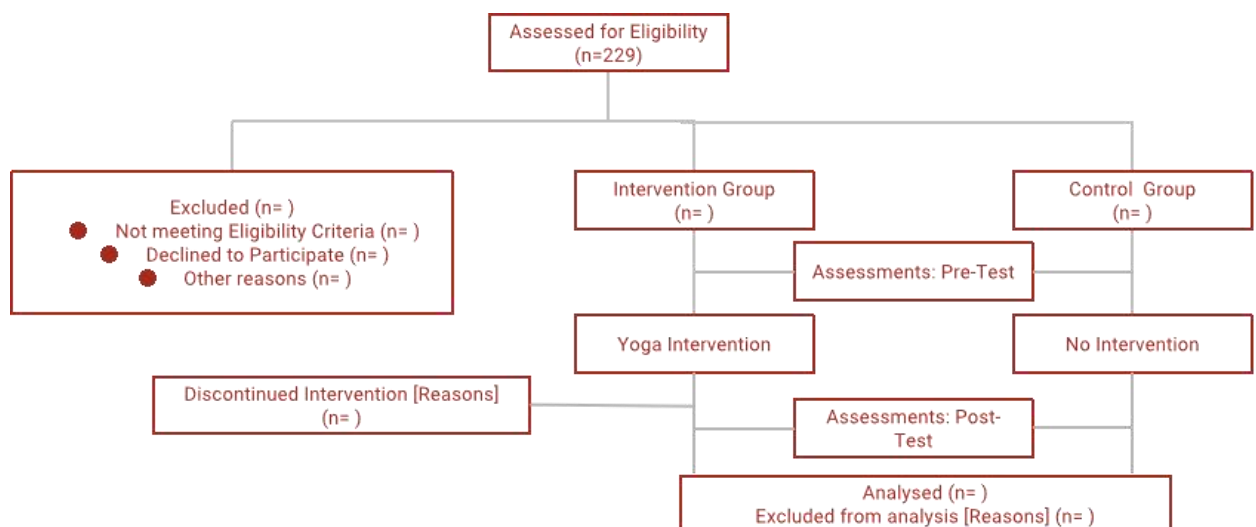 Assessed for Eligibility
(n=229)
Excluded (n= )
Not meeting Eligibility Criteria (n= )
Declined to Participate (n= )
Other reasons (n= )
Intervention Group
(n= )
Control Group
(n= )
Assessments: Pre-Test
Yoga Intervention
No Intervention
Discontinued Intervention [Reasons]
(n= )
Assessments: Post-
Test
Analysed (n= )
Excluded from analysis [Reasons] (n= )